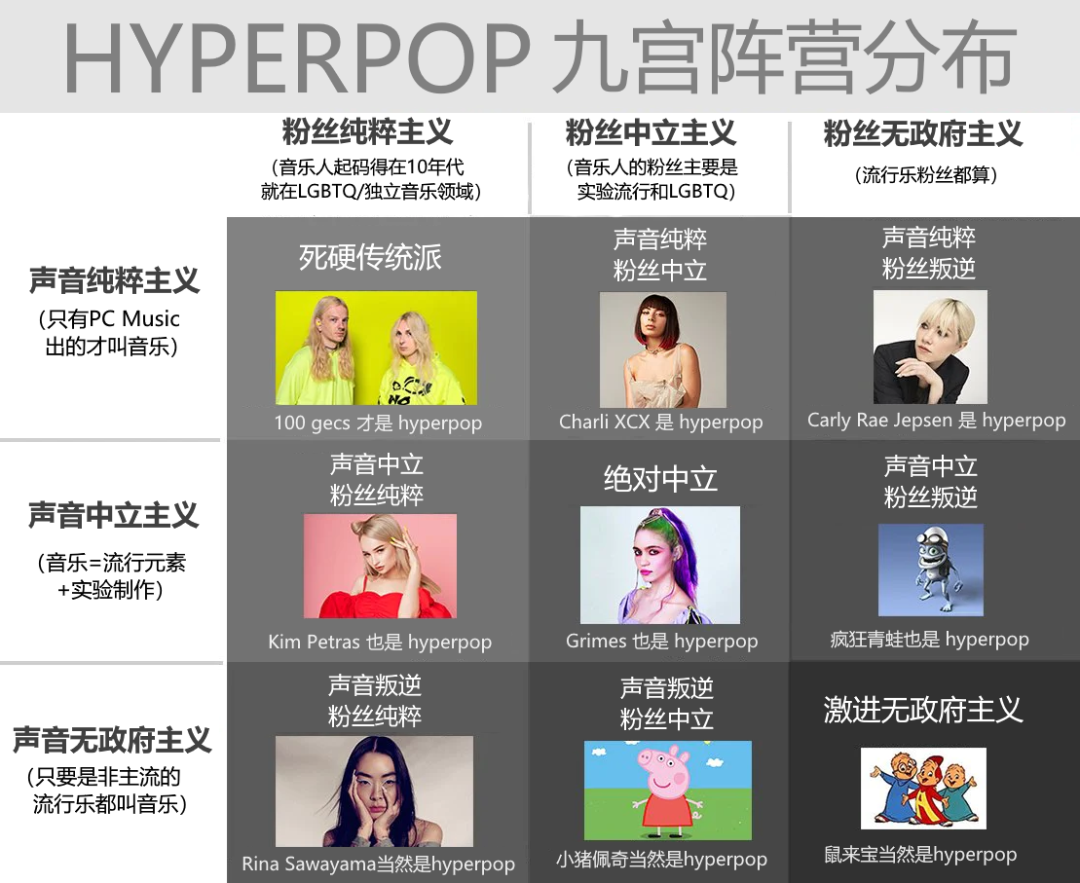 HYPERPOP 九宫阵营分布
粉丝纯粹主义
（音乐人起码得在10年代
就在LGBTQ/独立音乐领域）
粉丝中立主义
（音乐人的粉丝主要是
实验流行和LGBTQ）
粉丝无政府主义
（流行乐粉丝都算）
声音纯粹主义
（只有PC Music
出的才叫音乐）
死硬传统派
100 gecs 才是 hyperpop
声音纯粹
粉丝中立
Charli XCX 是 hyperpop
声音纯粹
粉丝叛逆
Carly Rae Jepsen 是 hyperpop
声音中立主义
（音乐=流行元素
+实验制作）
声音中立
粉丝纯粹
Kim Petras 也是 hyperpop
绝对中立
Grimes 也是 hyperpop
声音中立
粉丝叛逆
疯狂青蛙也是 hyperpop
声音无政府主义
（只要是非主流的
流行乐都叫音乐）
声音叛逆
粉丝纯粹
Rina Sawayama当然是hyperpop
声音叛逆
粉丝中立
小猪佩奇当然是hyperpop
激进无政府主义
鼠来宝当然是hyperpop